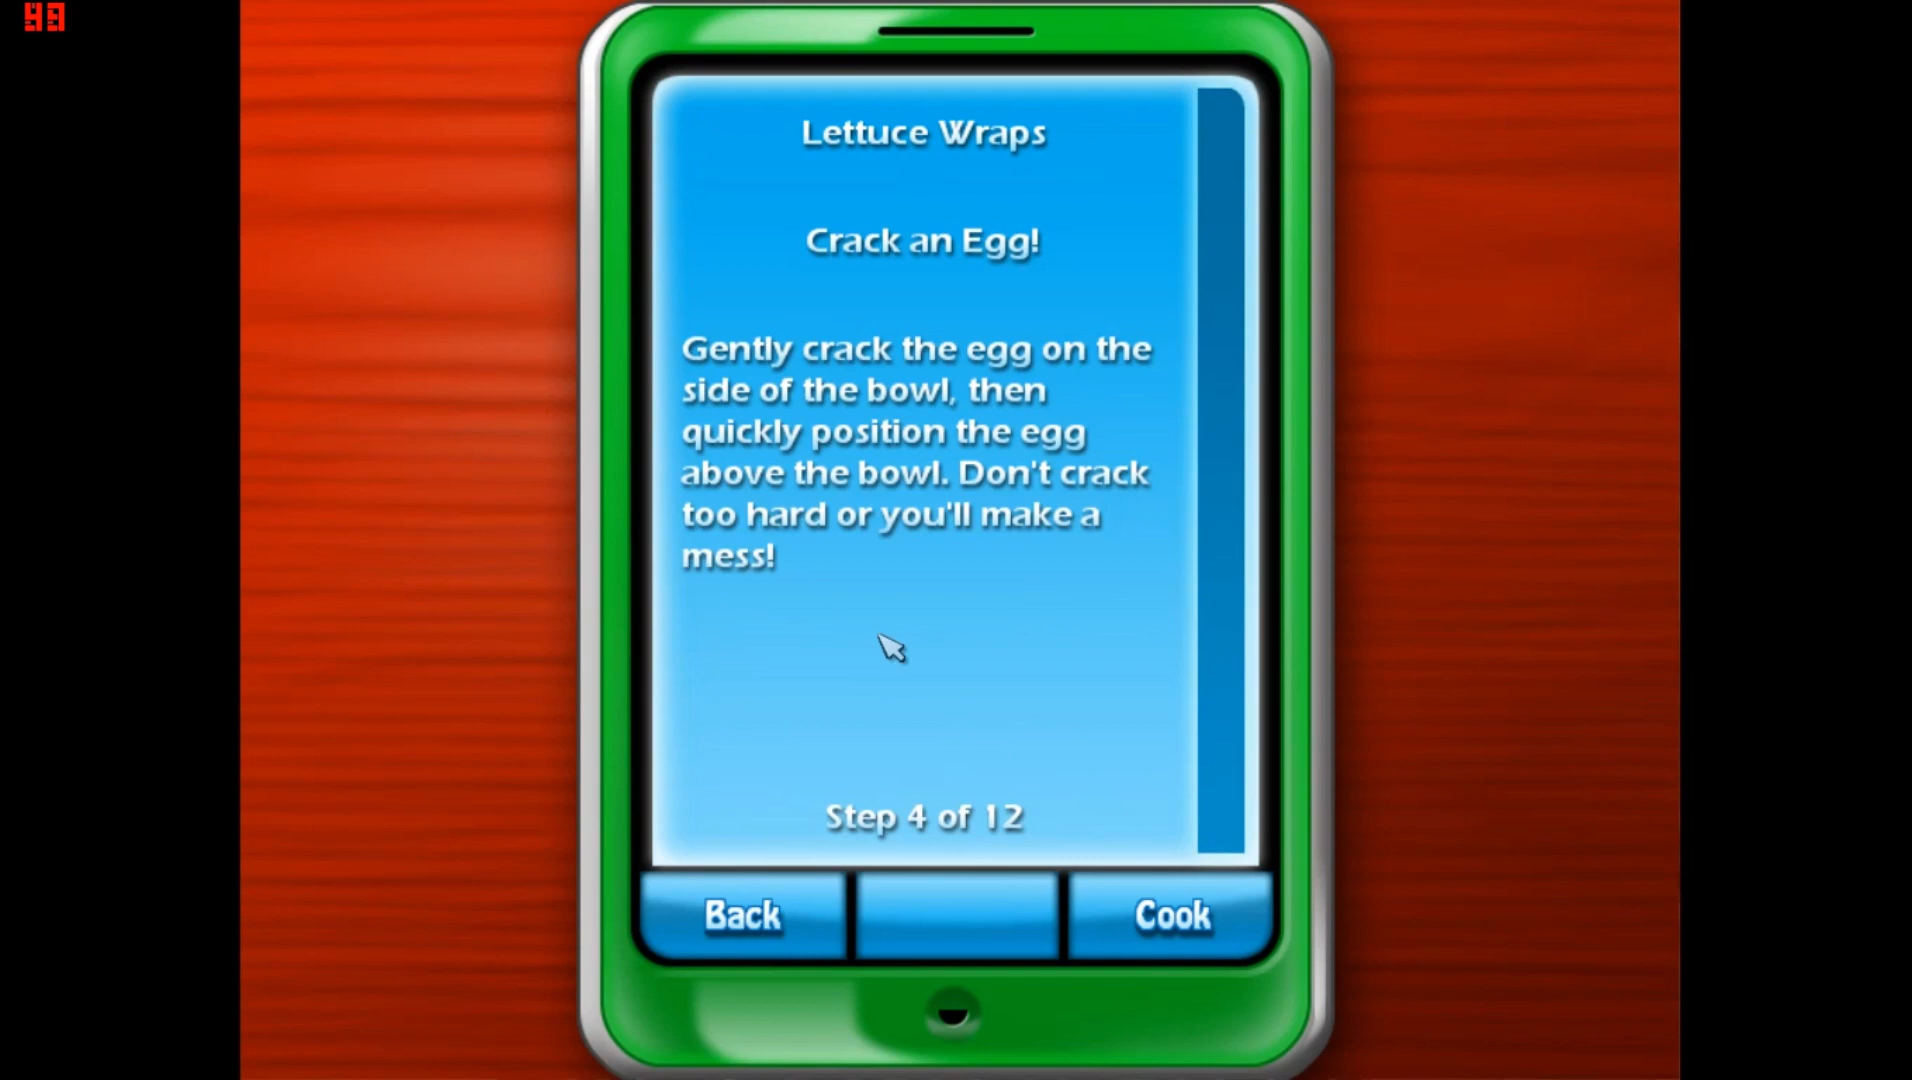 49
Lettuce Wraps
Crack an Egg!
Gently crack the egg on the
side of the bowl, then
quickly position the egg
above the bowl. Don't crack
too hard or you'll make a
mess!
Step 4 of 12
Back
Cook